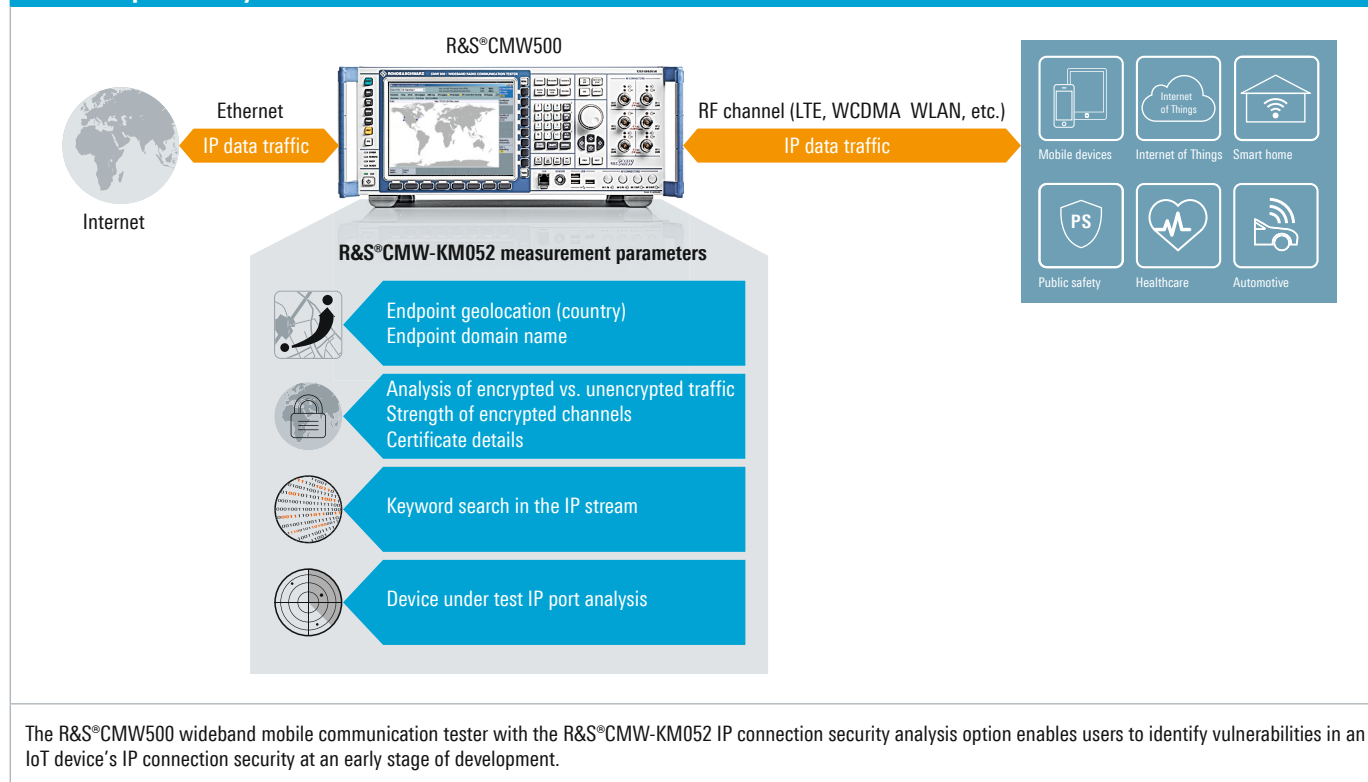 R&S®CMW500
Ethernet
IP data traffic
Internet
RF channel (LTE, WCDMA WLAN, etc.)
IP data traffic
Internet
of Things
Mobile devices
Internet of Things
Smart home
PS
Public safety
Healthcare
Automotive
R&S®CMW-KM052 measurement parameters
Endpoint geolocation (country)
Endpoint domain name
Analysis of encrypted vs. unencrypted traffic
Strength of encrypted channels
Certificate details
Keyword search in the IP stream
Device under test IP port analysis
The R&S®CMW500 wideband mobile communication tester with the R&S®CMW-KM052 IP connection security analysis option enables users to identify vulnerabilities in an
IoT device's IP connection security at an early stage of development.